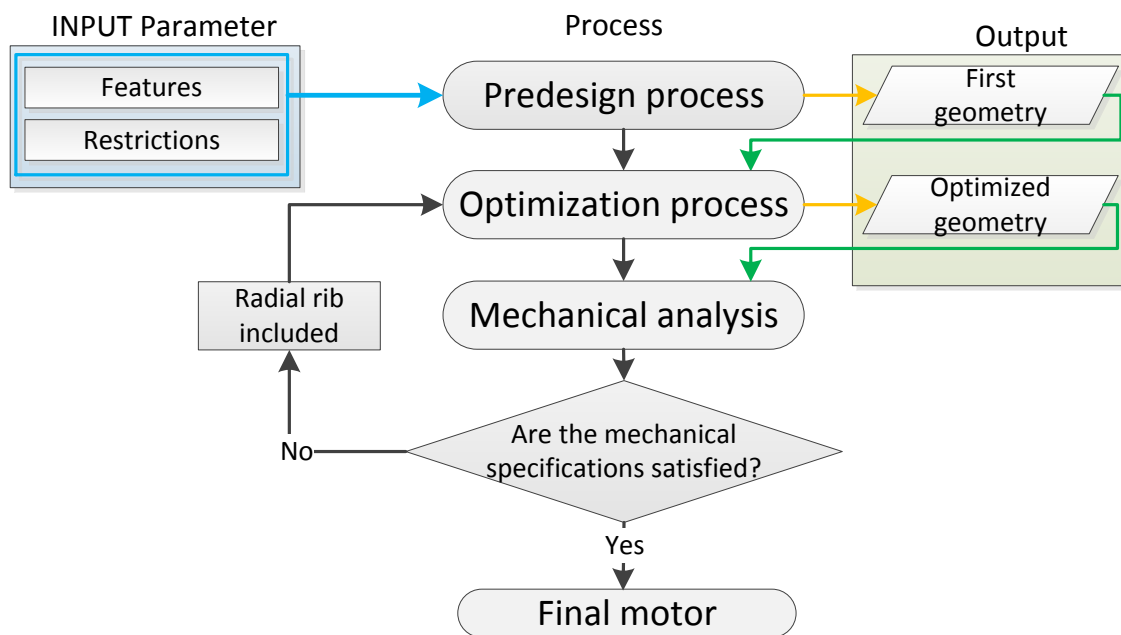 INPUT Parameter
Process
Output
Features
Restrictions
Predesign process
First
geometry
Optimization process
Optimized
geometry
Radial rib
included
Mechanical analysis
Are the mechanical
specifications satisfied?
No
Yes
Final motor